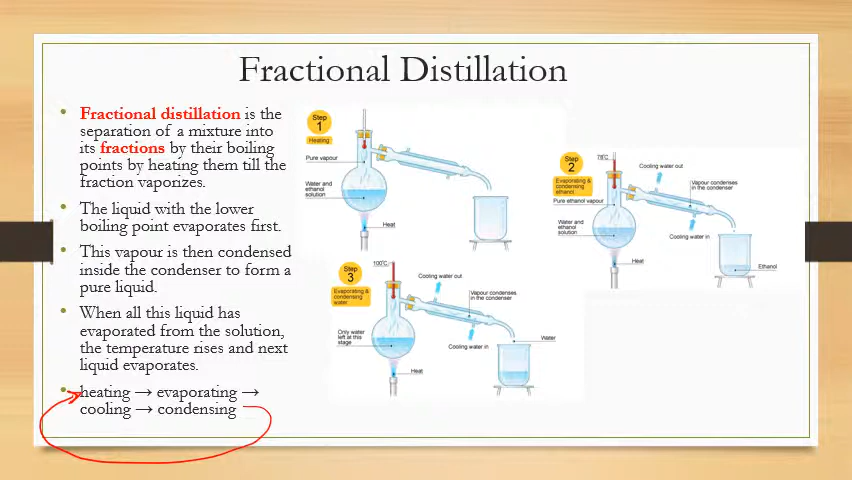 Fractional Distillation
Fractional distillation is the
separation of a mixture into
its fractions by their boiling
points by heating them till the
fraction vaporizes.
The liquid with the lower
boiling point evaporates first.
This vapour is then condensed
inside the condenser to form a
pure liquid.
When all this liquid has
evaporated from the solution,
the temperature rises and next
liquid evaporates.
heating → evaporating →
cooling → condensing
Step
1
Heating
Pure vapour
Water and
ethanol
solution
Heat
Step
2
Evaporating &
condensing
ethanol
78°C
Cooling water out
Vapour condenses
in the condenser
Pure ethanol vapour
Water and
ethanol
solution
Cooling water in
Heat
Ethanol
Step
3
Evaporating &
condensing
water
100°C
Cooling water out
Vapour condenses
in the condenser
Only water
left at this
stage
Water
Cooling water in
Heat